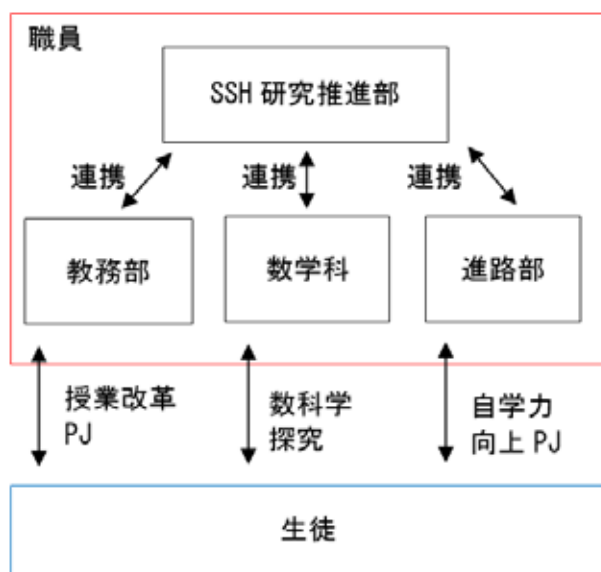 職員
SSH 研究推進部
連携
連携
連携
教務部
数学科
進路部
授業改革
PJ
数科学
探究
自学力
向上 PJ
生徒